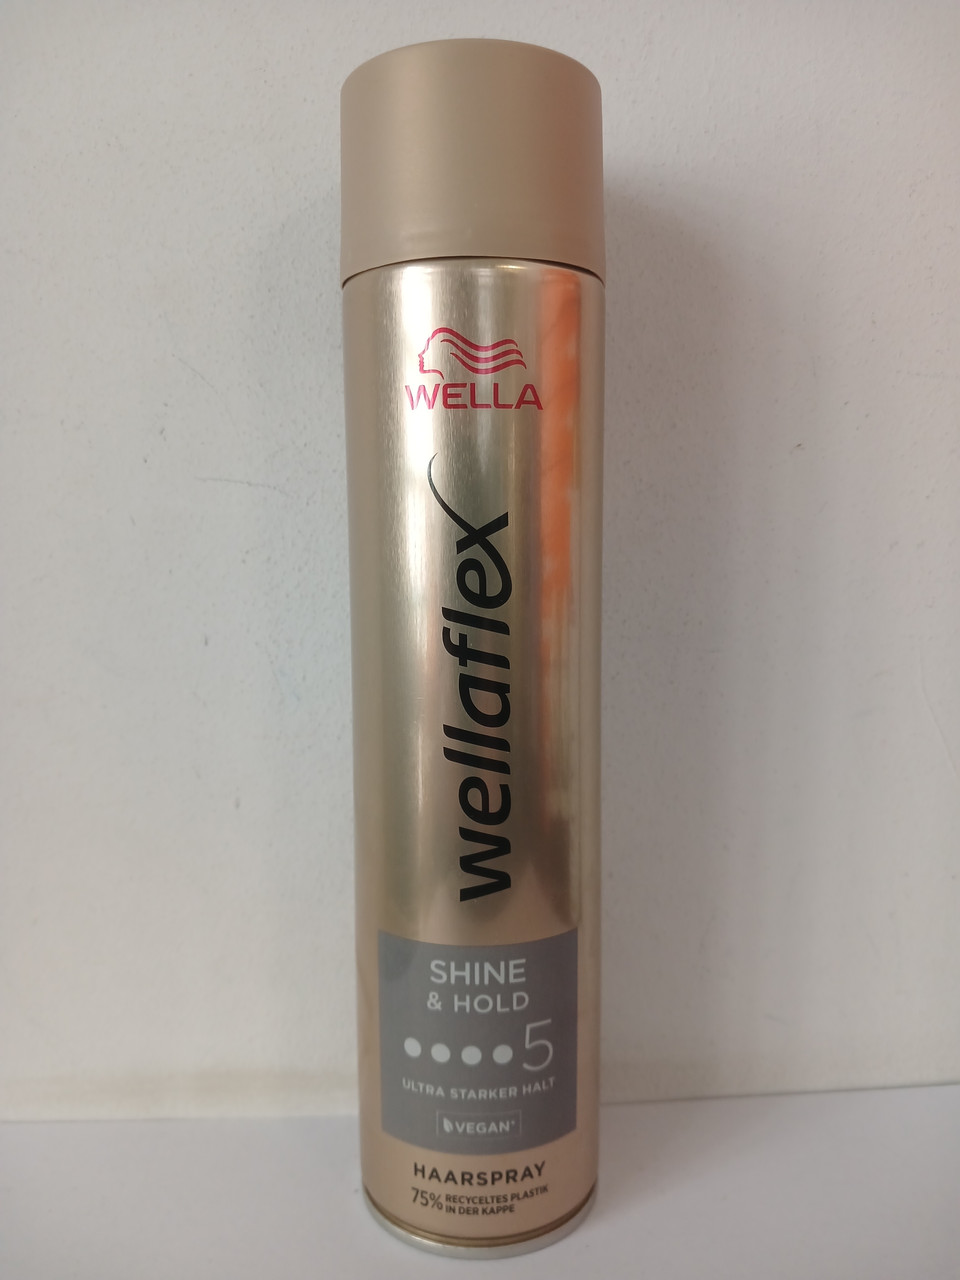 WELLA
wellaflex
SHINE
& HOLD
5
ULTRA STARKER HALT
VEGAN*
HAARSPRAY
75% RECYCELTES PLASTIK
IN DER KAPPE